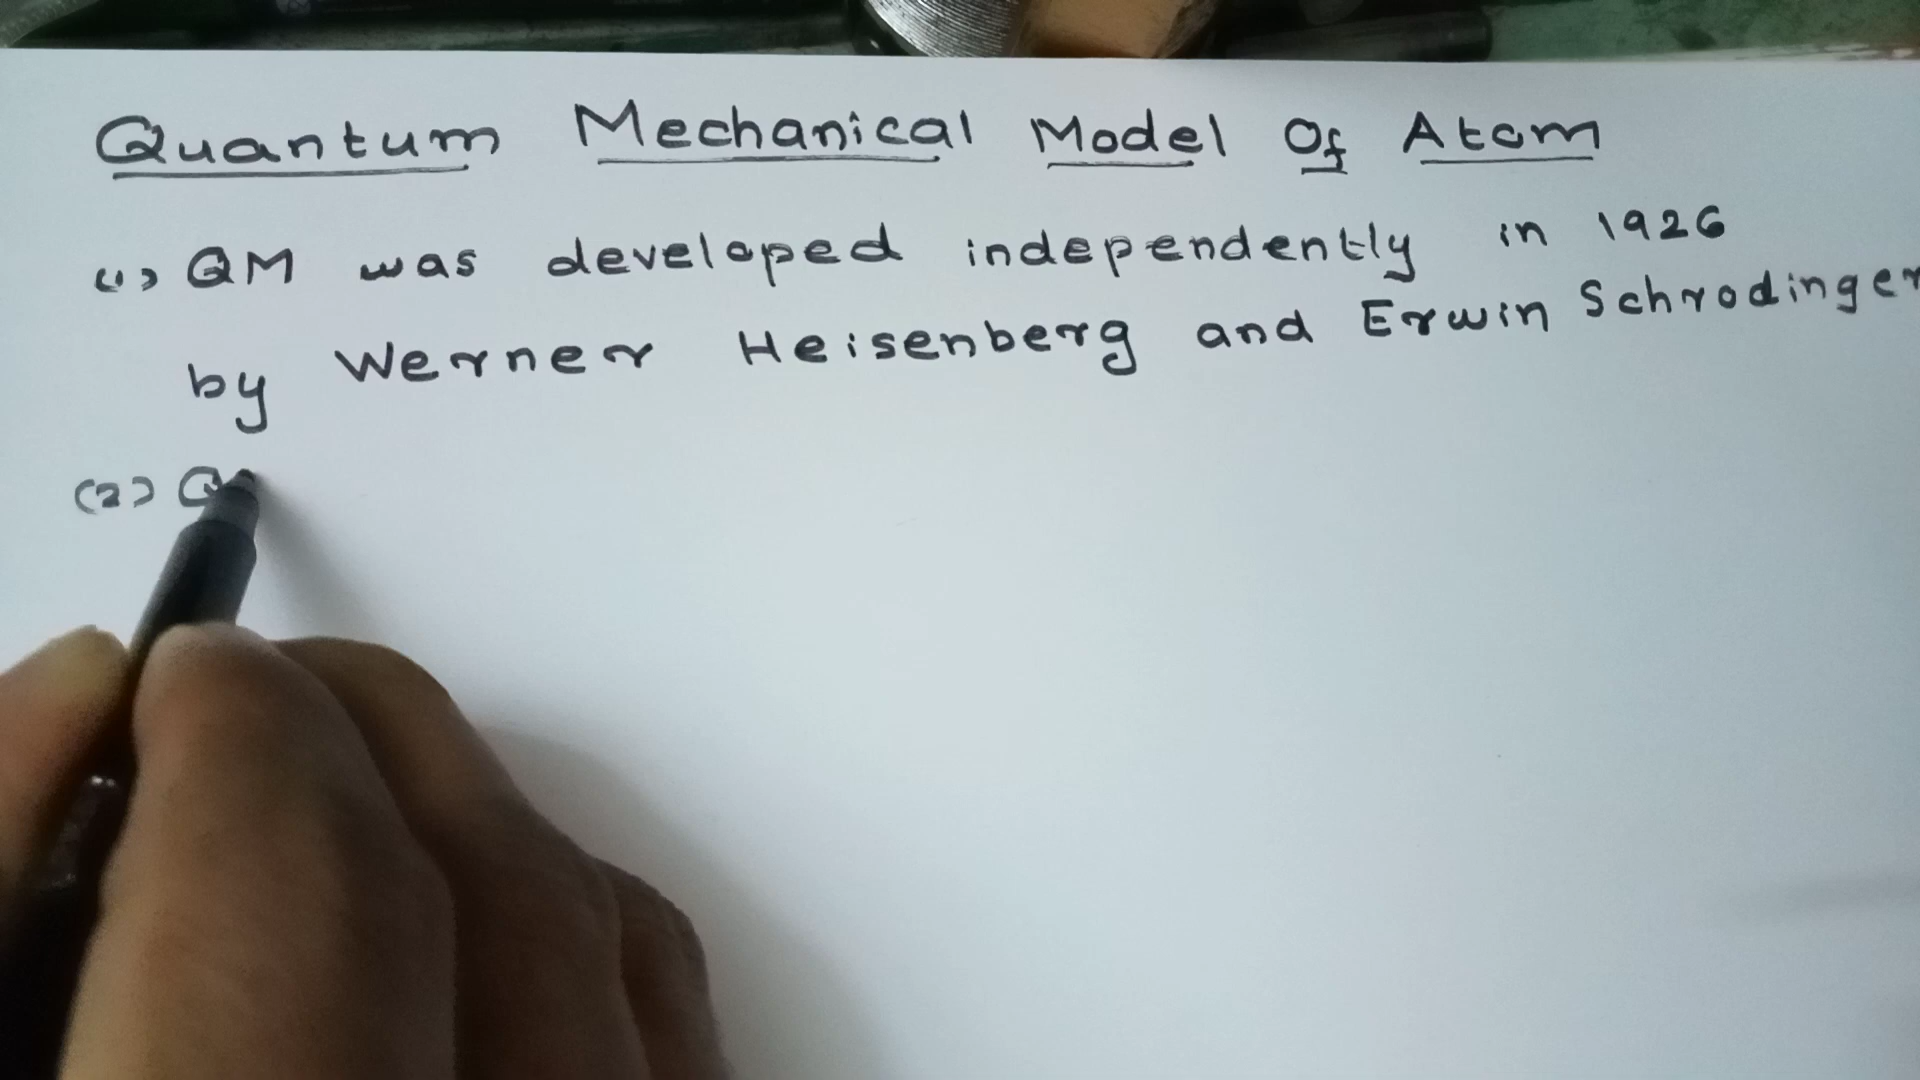 Quantum Mechanical Model Of Atom
(1) QM was developed independently in 1926
by Werner Heisenberg and Erwin Schrodinger
(2) Q